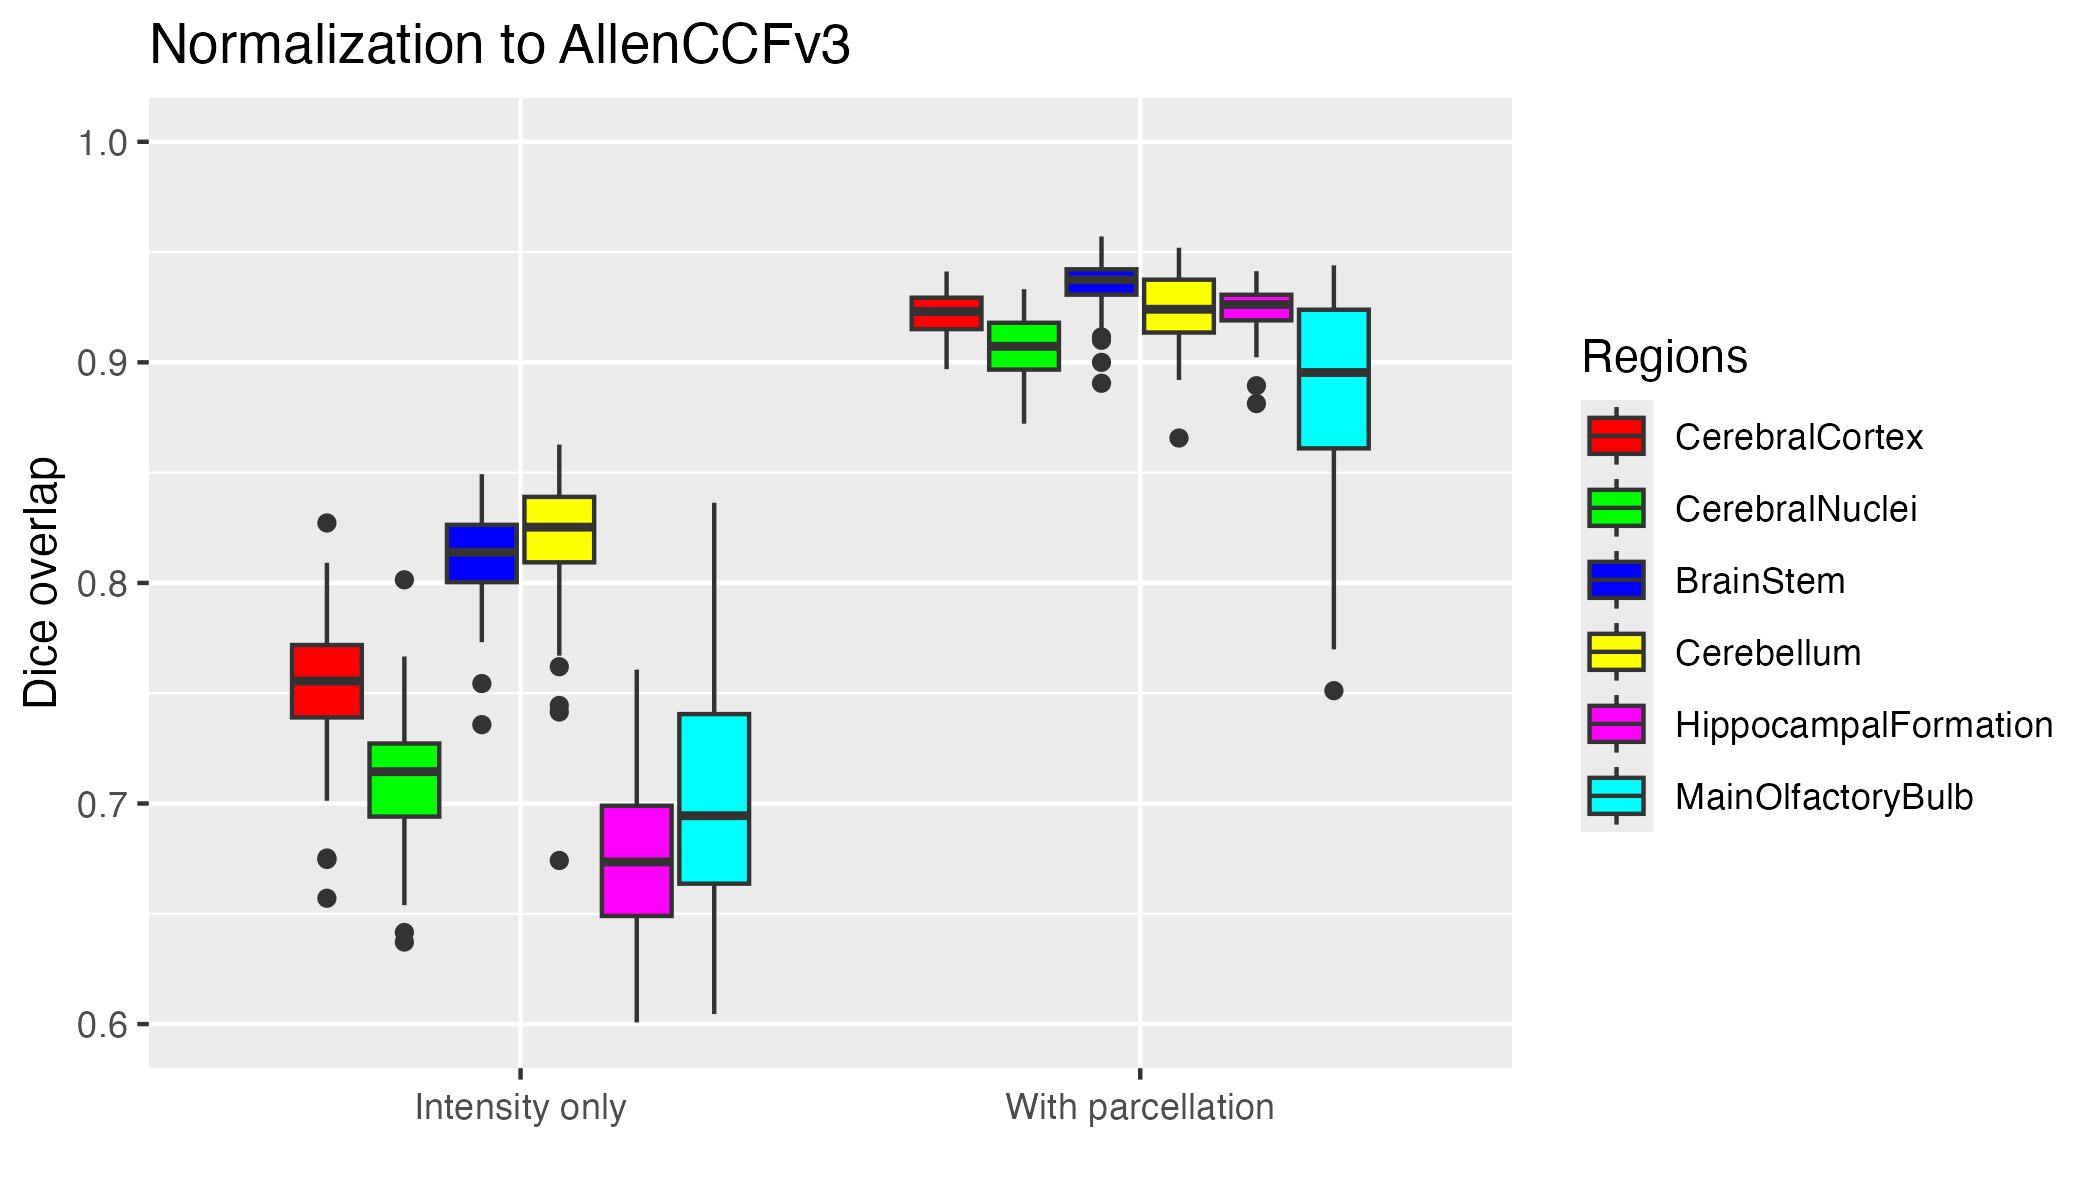 Normalization to AllenCCFv3
1.0
0.9
0.8
0.7
0.6
Dice overlap
Intensity only
With parcellation
Regions
CerebralCortex
CerebralNuclei
BrainStem
Cerebellum
HippocampalFormation
MainOlfactoryBulb